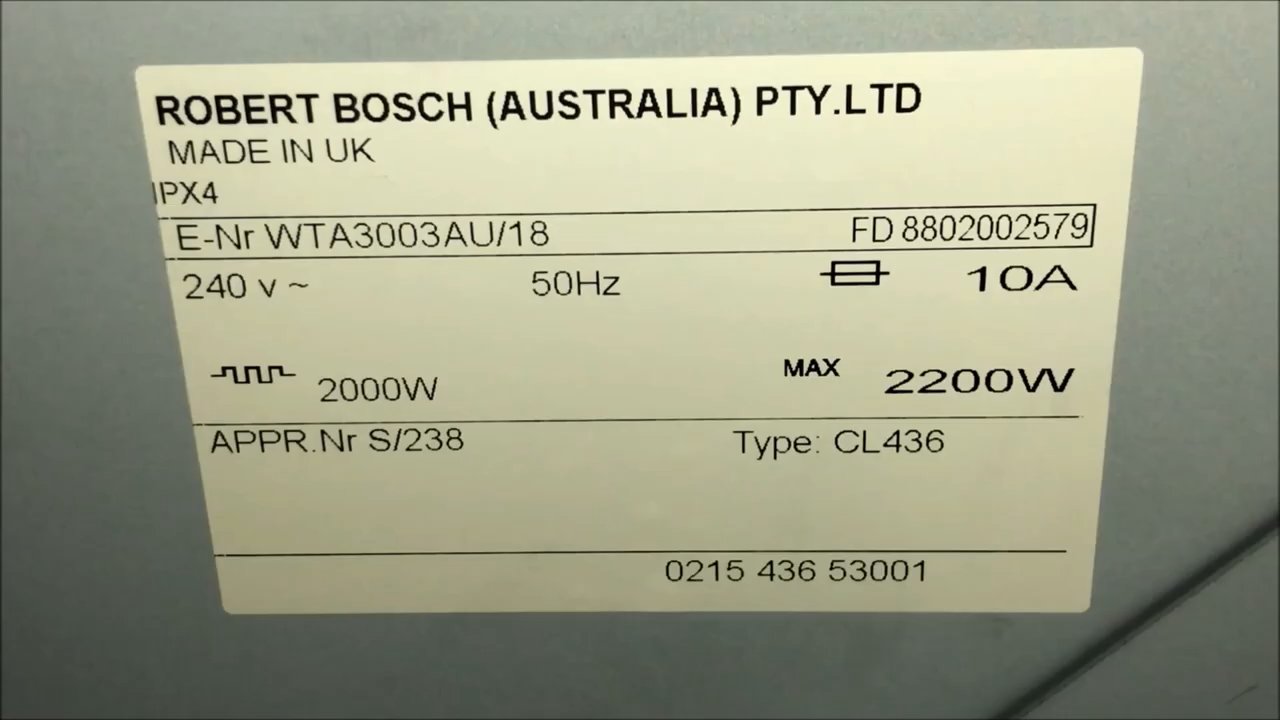 ROBERT BOSCH (AUSTRALIA) PTY.LTD
MADE IN UK
IPX4
E-Nr WTA3003AU/18 FD 8802002579
240 v ~ 50Hz 10A
2000W MAX 2200W
APPR.Nr S/238 Type: CL436
0215 436 53001